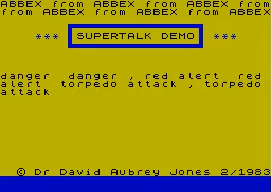 ABBEX from ABBEX from ABBEX from
from ABBEX from ABBEX from ABBEX
*** SUPERTALK DEMO ***
danger danger , red alert red
alert torpedo attack , torpedo
attack
© Dr David Aubrey Jones 2/1983